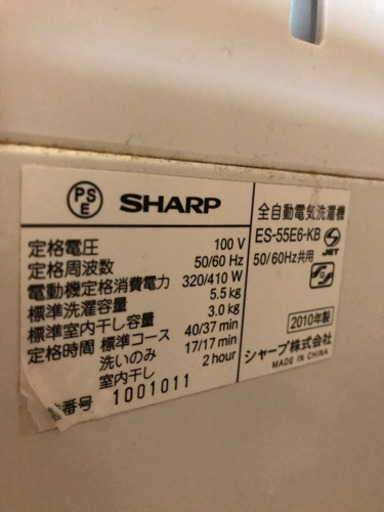 PS
E
SHARP
定格電圧 100 V
定格周波数 50/60 Hz
電動機定格消費電力 320/410 W
標準洗濯容量 5.5 kg
標準室内干し容量 3.0 kg
定格時間 標準コース 40/37 min
洗いのみ 17/17 min
室内干し 2 hour
番号 1001011
全自動電気洗濯機
ES-55E6-KB
JET
50/60Hz共用
2010年製
シャープ株式会社
MADE IN CHINA